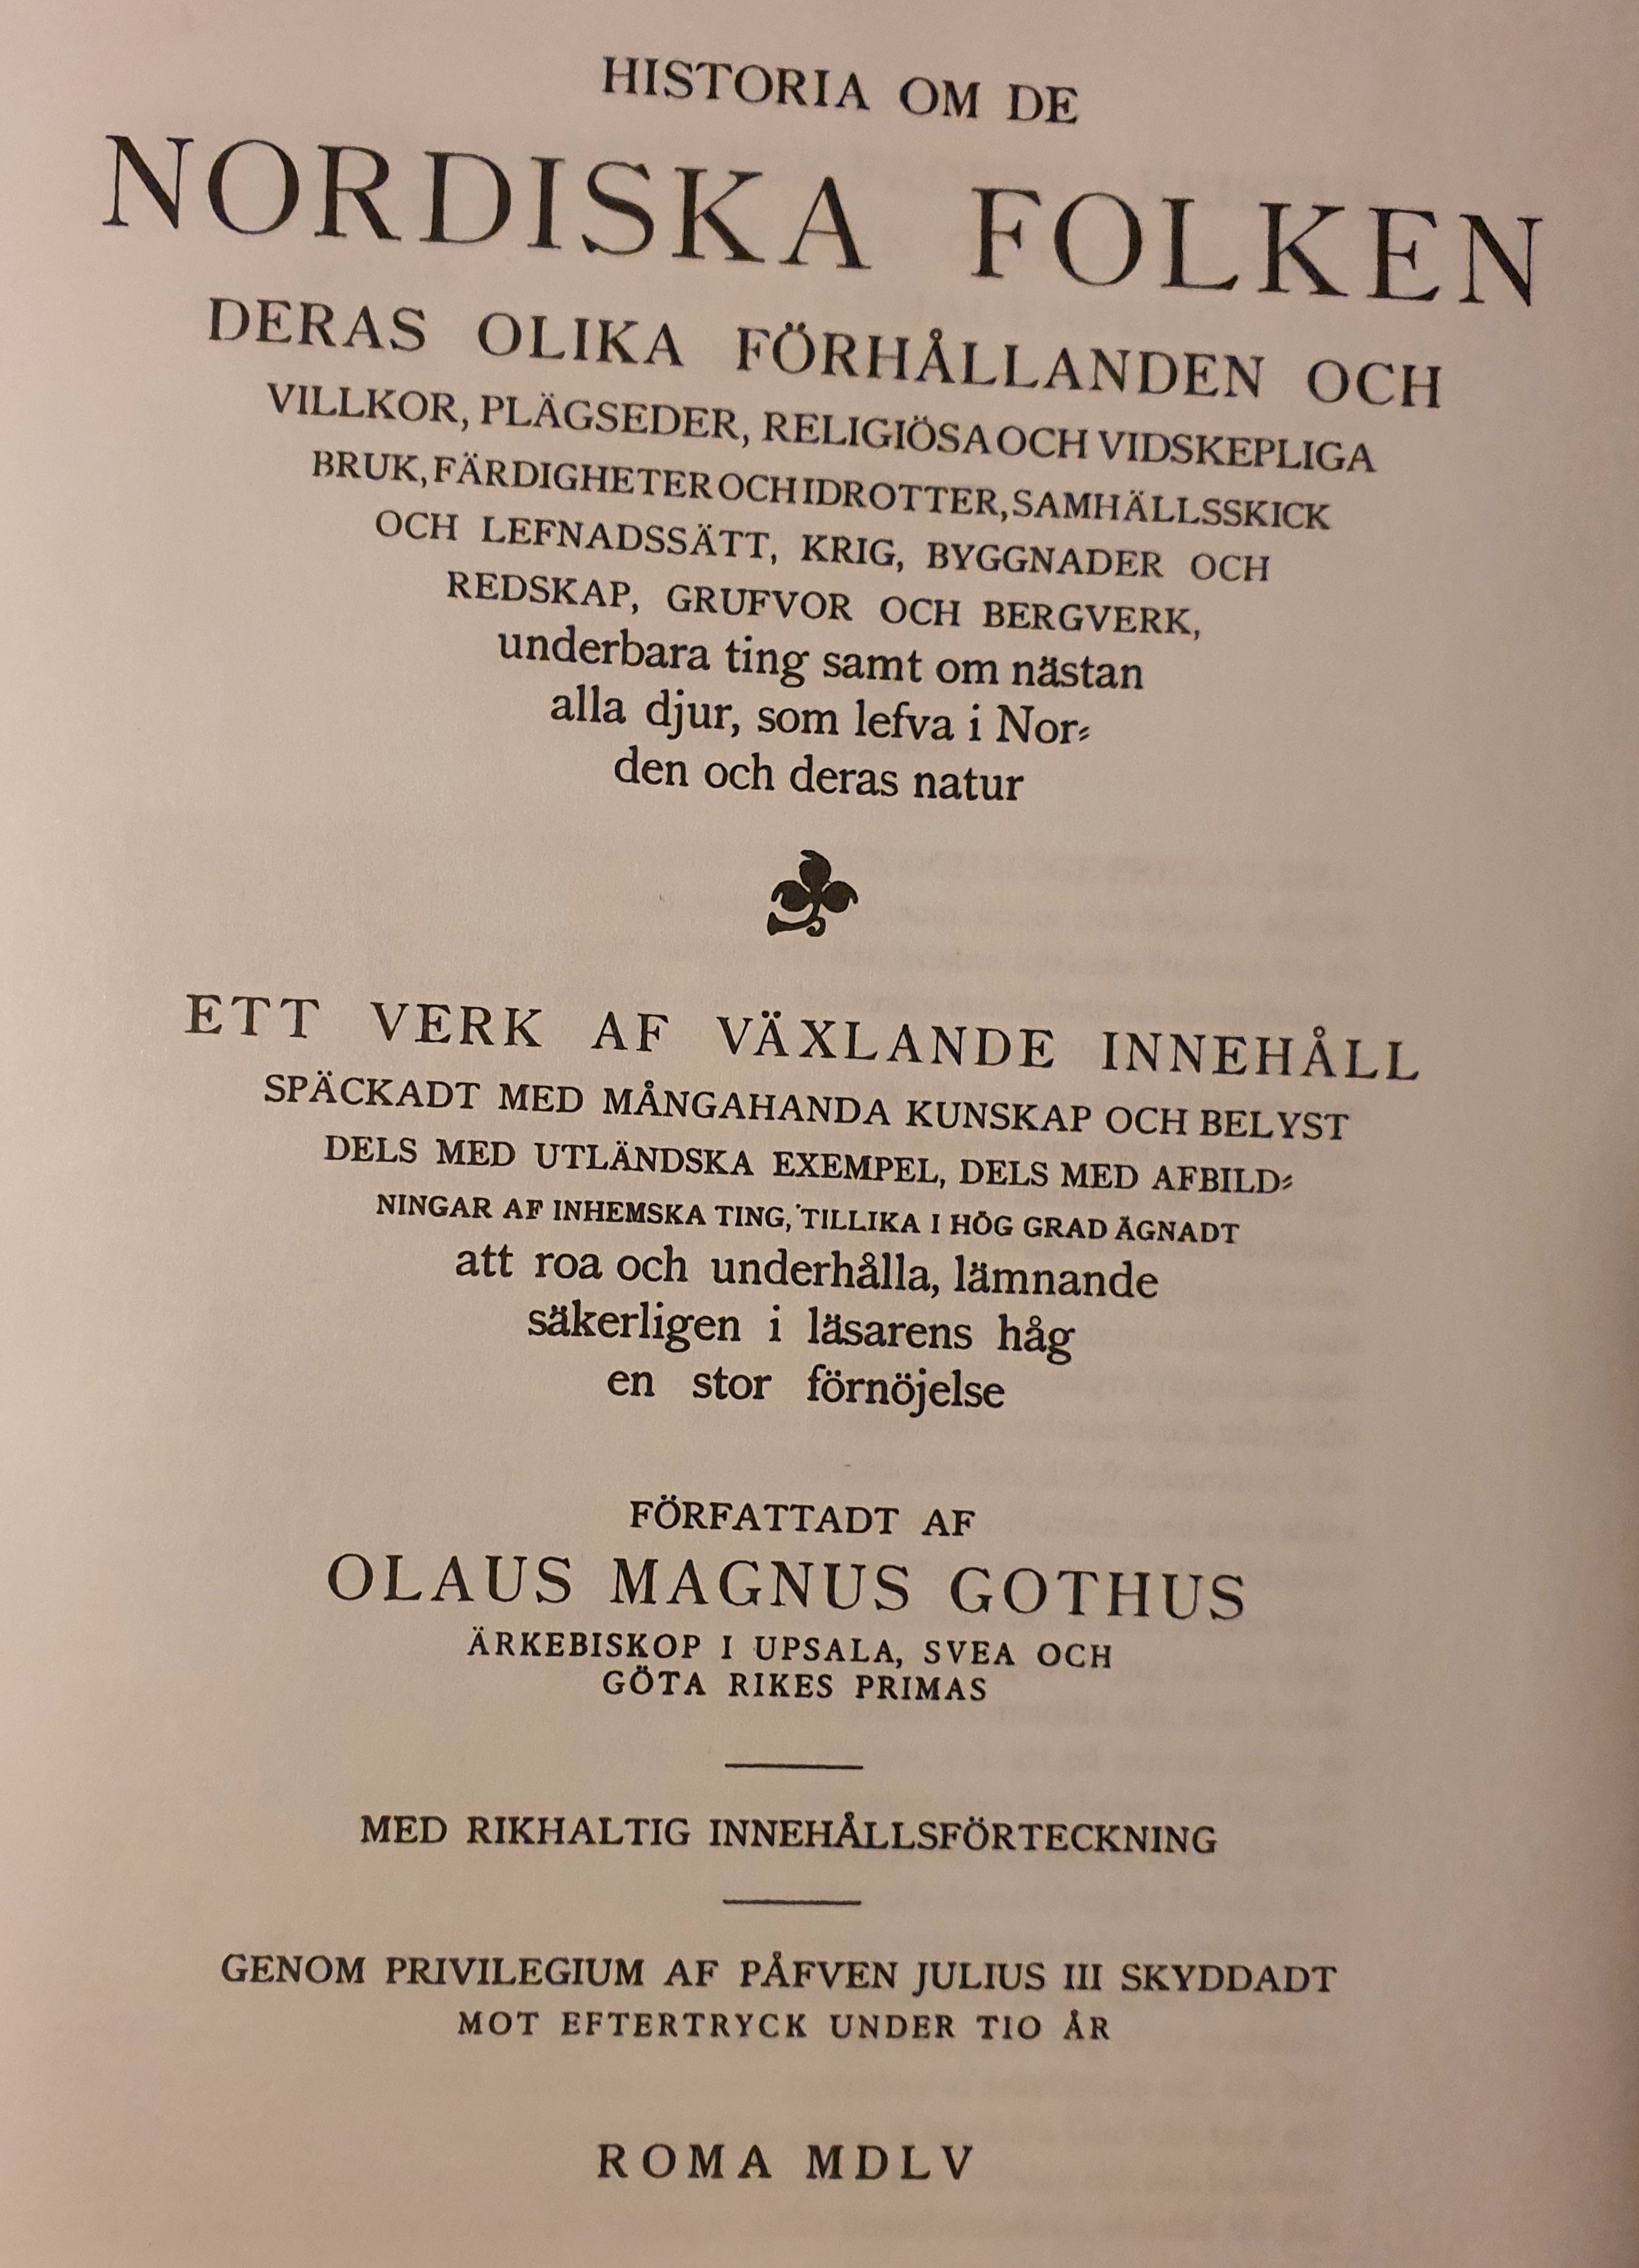 HISTORIA OM DE
NORDISKA FOLKEN
DERAS OLIKA FÖRHÅLLANDEN OCH
VILLKOR, PLÄGSEDER, RELIGIÖSA OCH VIDSKEPLIGA
BRUK, FÄRDIGHETER OCH IDROTTER, SAMHÄLLSSKICK
OCH LEFNADSSÄTT, KRIG, BYGGNADER OCH
REDSKAP, GRUFVOR OCH BERGVERK,
underbara ting samt om nästan
alla djur, som lefva i Nor⸗
den och deras natur
ETT VERK AF VÄXLANDE INNEHÅLL
SPÄCKADT MED MÅNGAHANDA KUNSKAP OCH BELYST
DELS MED UTLÄNDSKA EXEMPEL, DELS MED AFBILD⸗
NINGAR AF INHEMSKA TING, TILLIKA I HÖG GRAD ÄGNADT
att roa och underhålla, lämnande
säkerligen i läsarens håg
en stor förnöjelse
FÖRFATTADT AF
OLAUS MAGNUS GOTHUS
ÄRKEBISKOP I UPSALA, SVEA OCH
GÖTA RIKES PRIMAS
MED RIKHALTIG INNEHÅLLSFÖRTECKNING
GENOM PRIVILEGIUM AF PÅFVEN JULIUS III SKYDDADT
MOT EFTERTRYCK UNDER TIO ÅR
ROMA MDLV